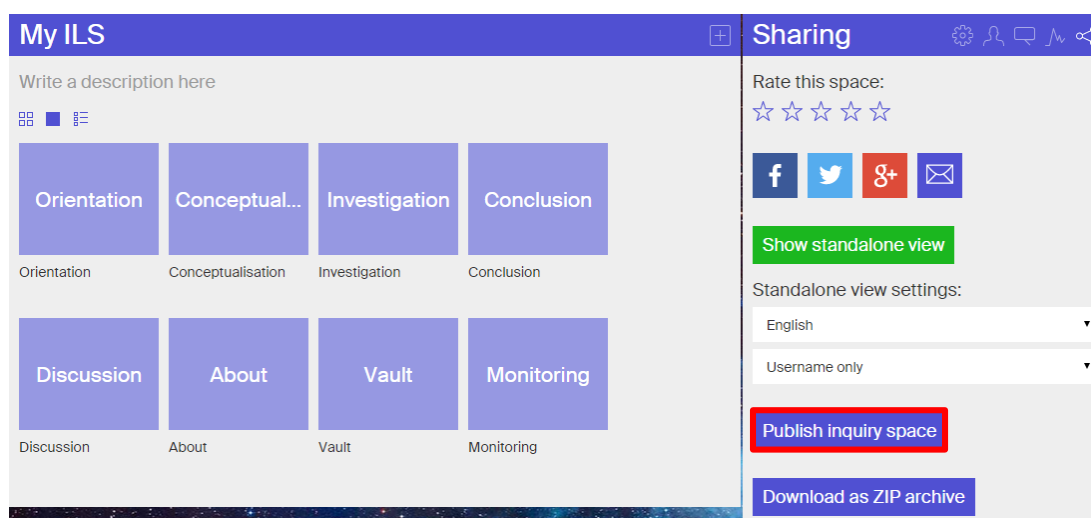 My ILS
Write a description here
Orientation Conceptual... Investigation Conclusion
Orientation Conceptualisation Investigation Conclusion
Discussion About Vault Monitoring
Discussion About Vault Monitoring
Sharing
Rate this space:
f g+
Show standalone view
Standalone view settings:
English
Username only
Publish inquiry space
Download as ZIP archive